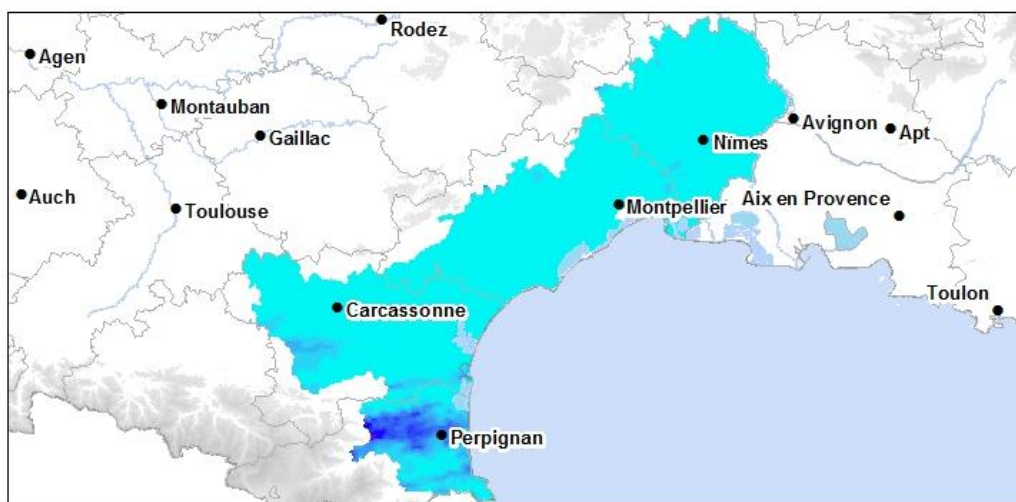 Rodez
Agen
Montauban
Avignon
Apt
Gaillac
Nîmes
Auch
Toulouse
Aix en Provence
Montpellier
Toulon
Carcassonne
Perpignan